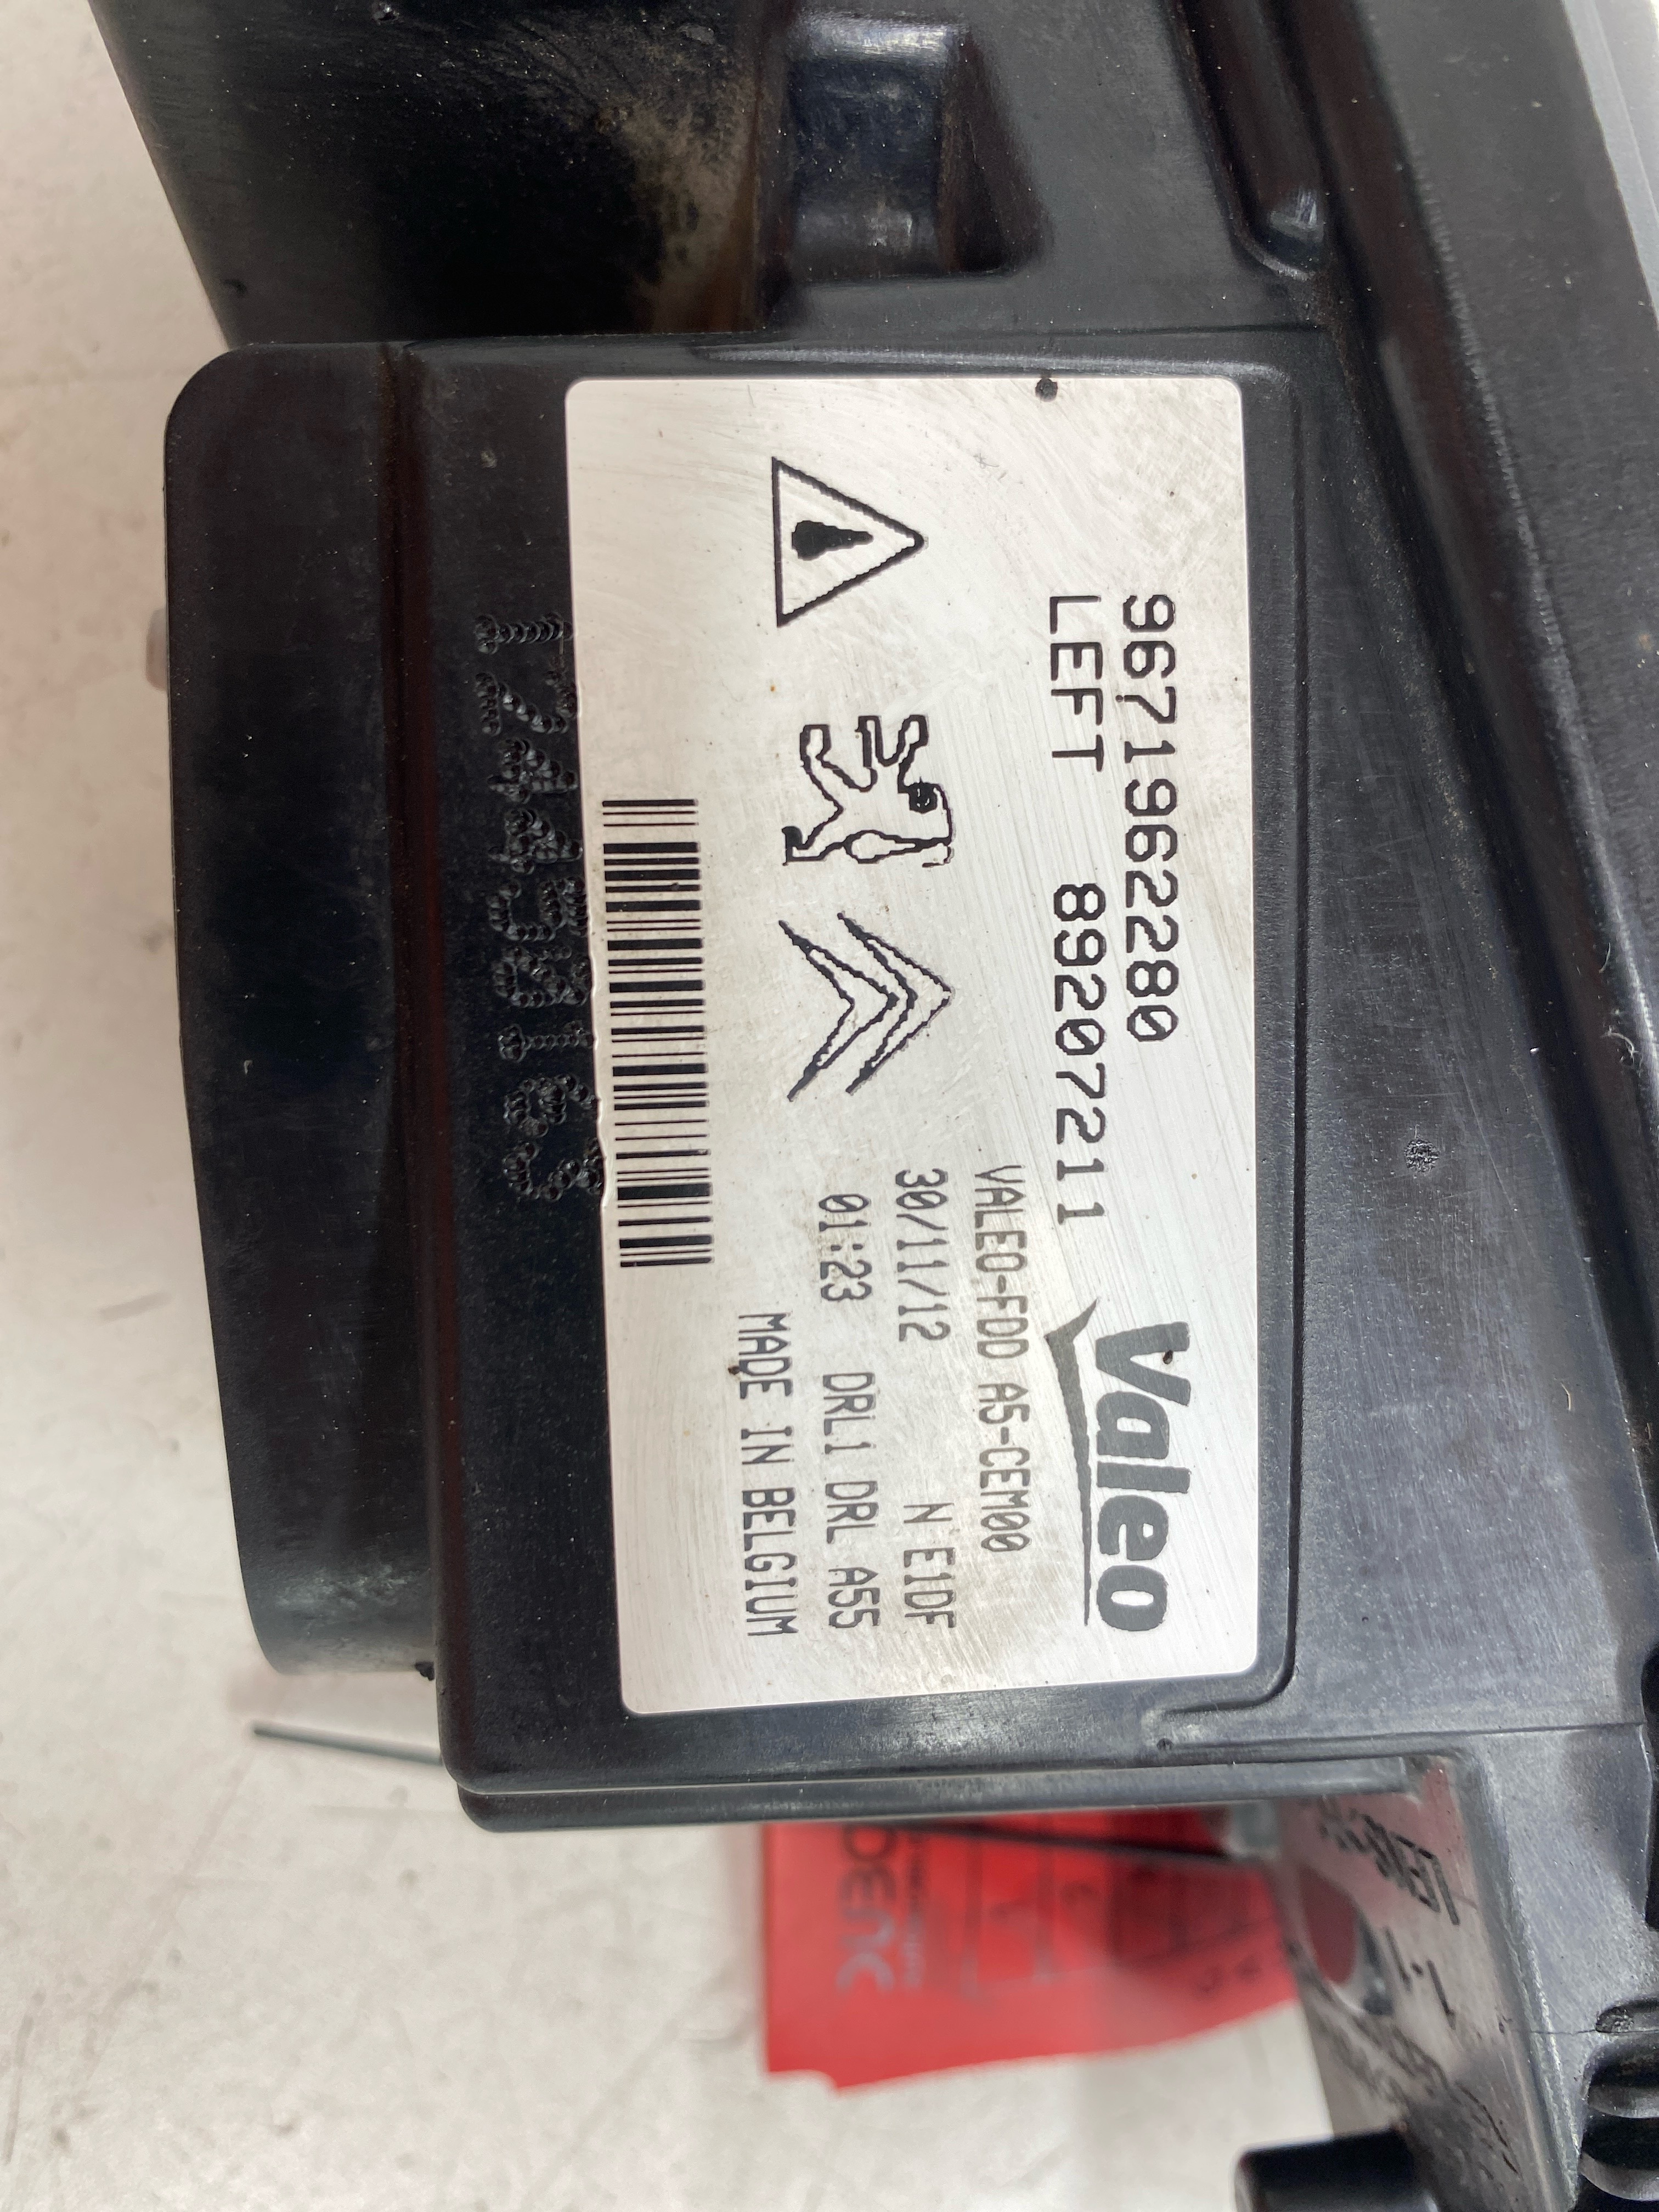 9671962280
LEFT 89207211
Valeo
VALEO-FDD A5-CEM00
30/11/12 N E1DF
01:23 DRL1 DRL A55
MADE IN BELGIUM